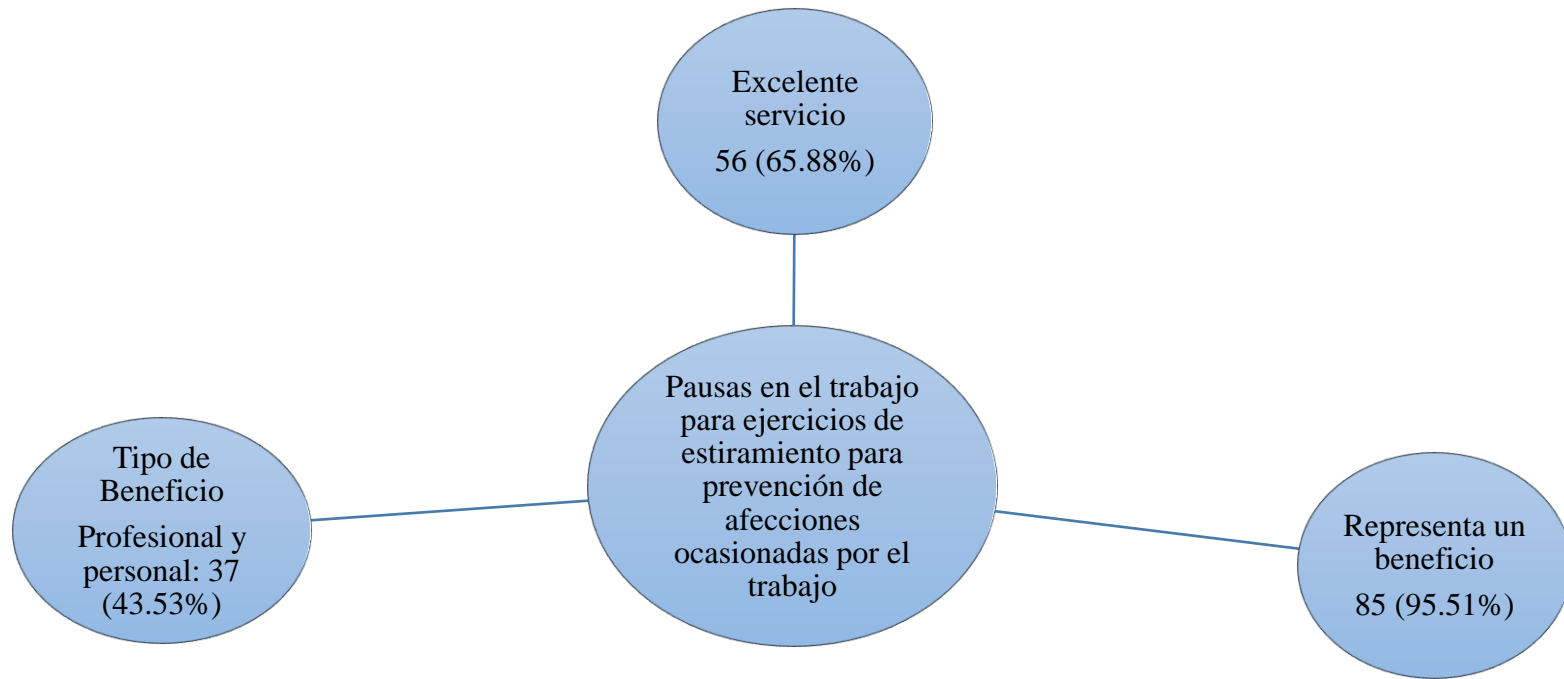 Excelente
servicio
56 (65.88%)
Pausas en el trabajo
para ejercicios de
estiramiento para
prevención de
afecciones
ocasionadas por el
trabajo
Tipo de
Beneficio
Profesional y
personal: 37
(43.53%)
Representa un
beneficio
85 (95.51%)